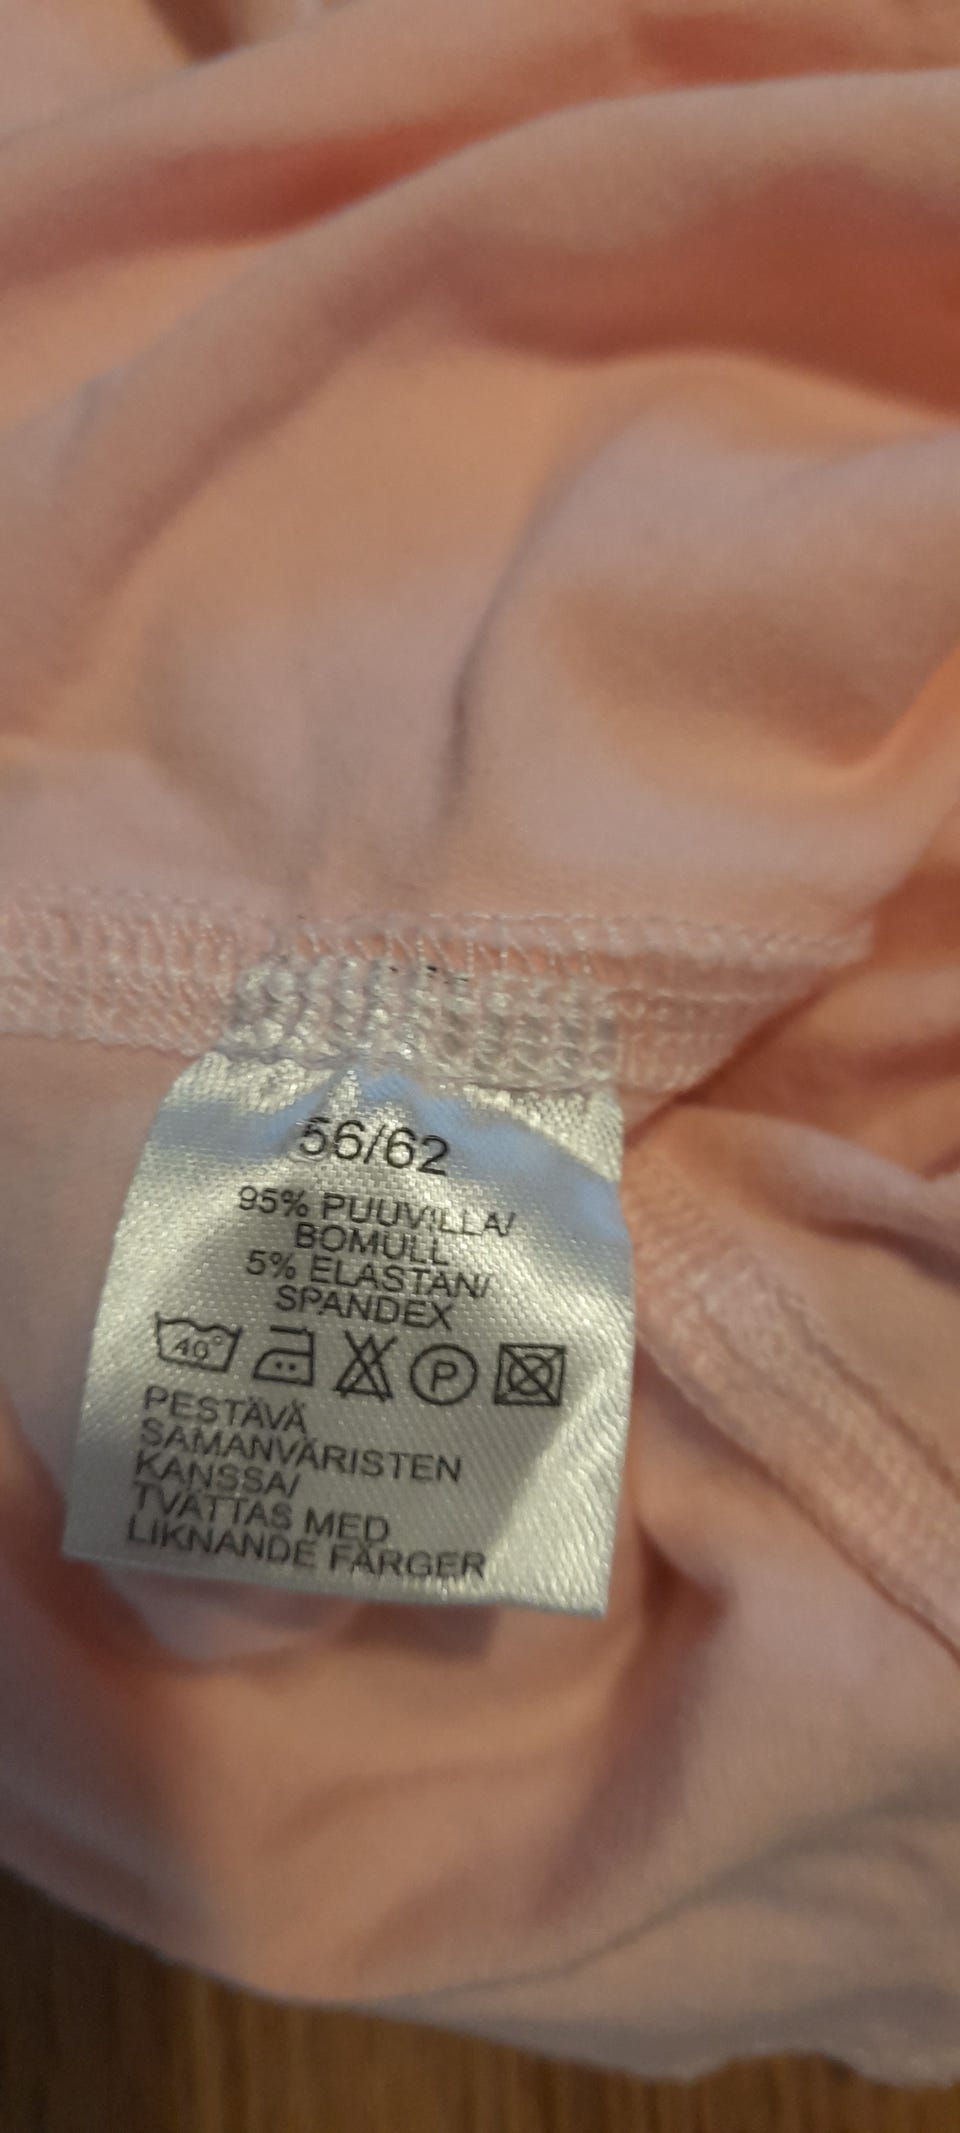 56/62
95% PUUVILLA/
BOMULL
5% ELASTAN/
SPANDEX
40° P
PESTÄVÄ
SAMANVÄRISTEN
KANSSA/
TVÄTTAS MED
LIKNANDE FÄRGER